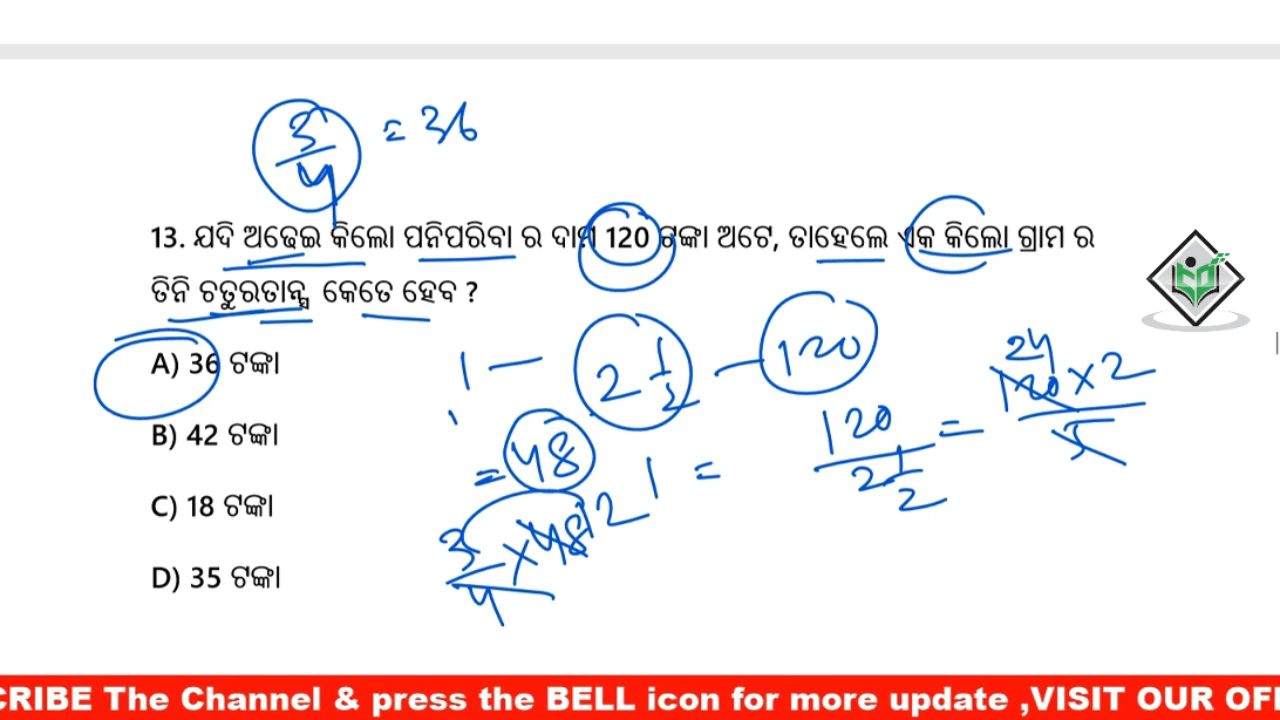 3/4 = 36
13. ଯଦି ଅଢେଇ କିଲୋ ପନିପରିବା ର ଦାମ 120 ଟଙ୍କା ଅଟେ, ତାହେଲେ ଏକ କିଲୋ ଗ୍ରାମ ର
ତିନି ଚତୁରତାନ୍ସ କେତେ ହେବ ?
A) 36 ଟଙ୍କା
1 — 2 1/2 — 120
B) 42 ଟଙ୍କା
= 48
1 = 120 / 2 1/2 = 120 × 2 / 5
24
C) 18 ଟଙ୍କା
3/4 × 48 12
D) 35 ଟଙ୍କା
CRIBE The Channel & press the BELL icon for more update ,VISIT OUR OFF